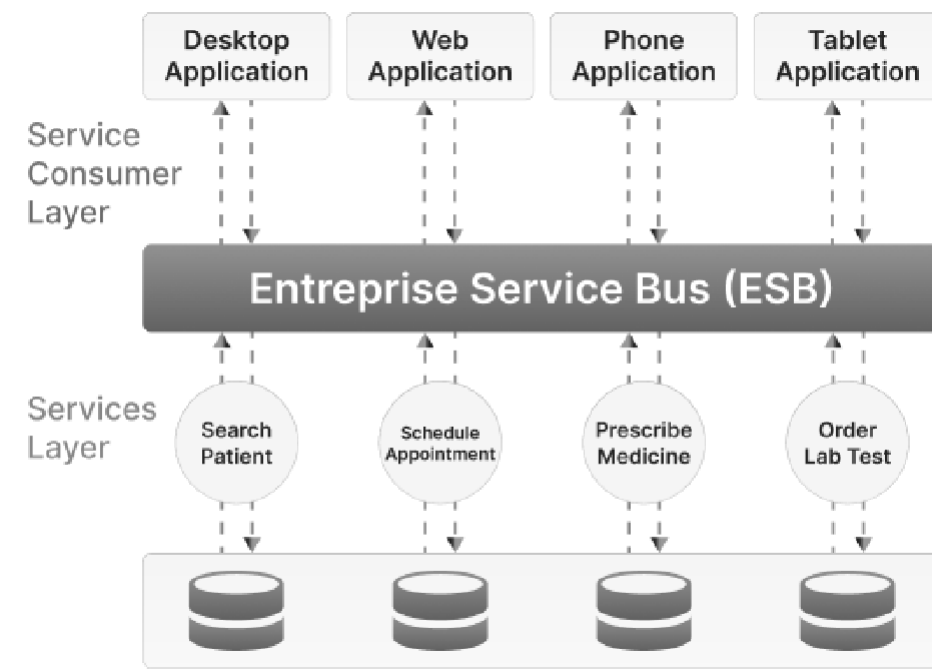 Desktop
Application
Web
Application
Phone
Application
Tablet
Application
Service
Consumer
Layer
Entreprise Service Bus (ESB)
Services
Layer
Search
Patient
Schedule
Appointment
Prescribe
Medicine
Order
Lab Test